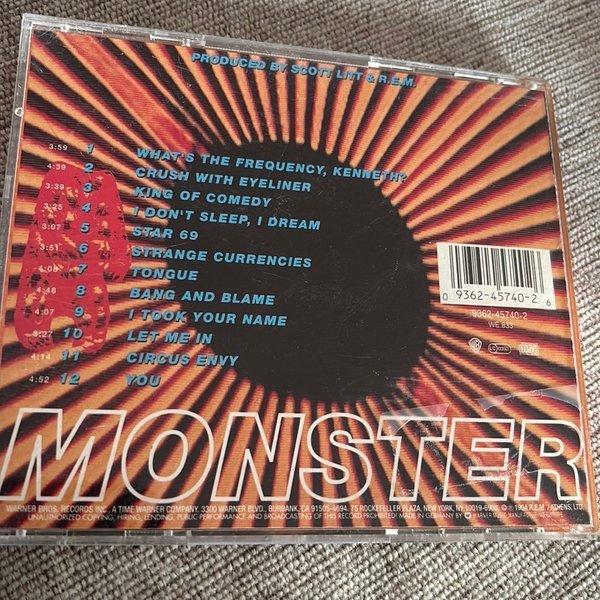 PRODUCED BY SCOTT LITT & R.E.M.
3:59 1 WHAT'S THE FREQUENCY, KENNETH?
4:39 2 CRUSH WITH EYELINER
3:39 3 KING OF COMEDY
3:25 4 I DON'T SLEEP, I DREAM
3:07 5 STAR 69
3:51 6 STRANGE CURRENCIES
4:08 7 TONGUE
4:48 8 BANG AND BLAME
4:07 9 I TOOK YOUR NAME
3:27 10 LET ME IN
4:14 11 CIRCUS ENVY
4:52 12 YOU
0 9362-45740-2 6
9362-45740-2
WE 833
MONSTER
WARNER BROS. RECORDS INC., A TIME WARNER COMPANY. 3300 WARNER BLVD., BURBANK, CA 91505-4694. 75 ROCKEFELLER PLAZA, NEW YORK, NY 10019-6908. ℗ © 1994 R.E.M. / ATHENS, LTD.
UNAUTHORIZED COPYING, HIRING, LENDING, PUBLIC PERFORMANCE AND BROADCASTING OF THIS RECORD PROHIBITED! MADE IN GERMANY BY WARNER MUSIC MANUFACTURING EUROPE.